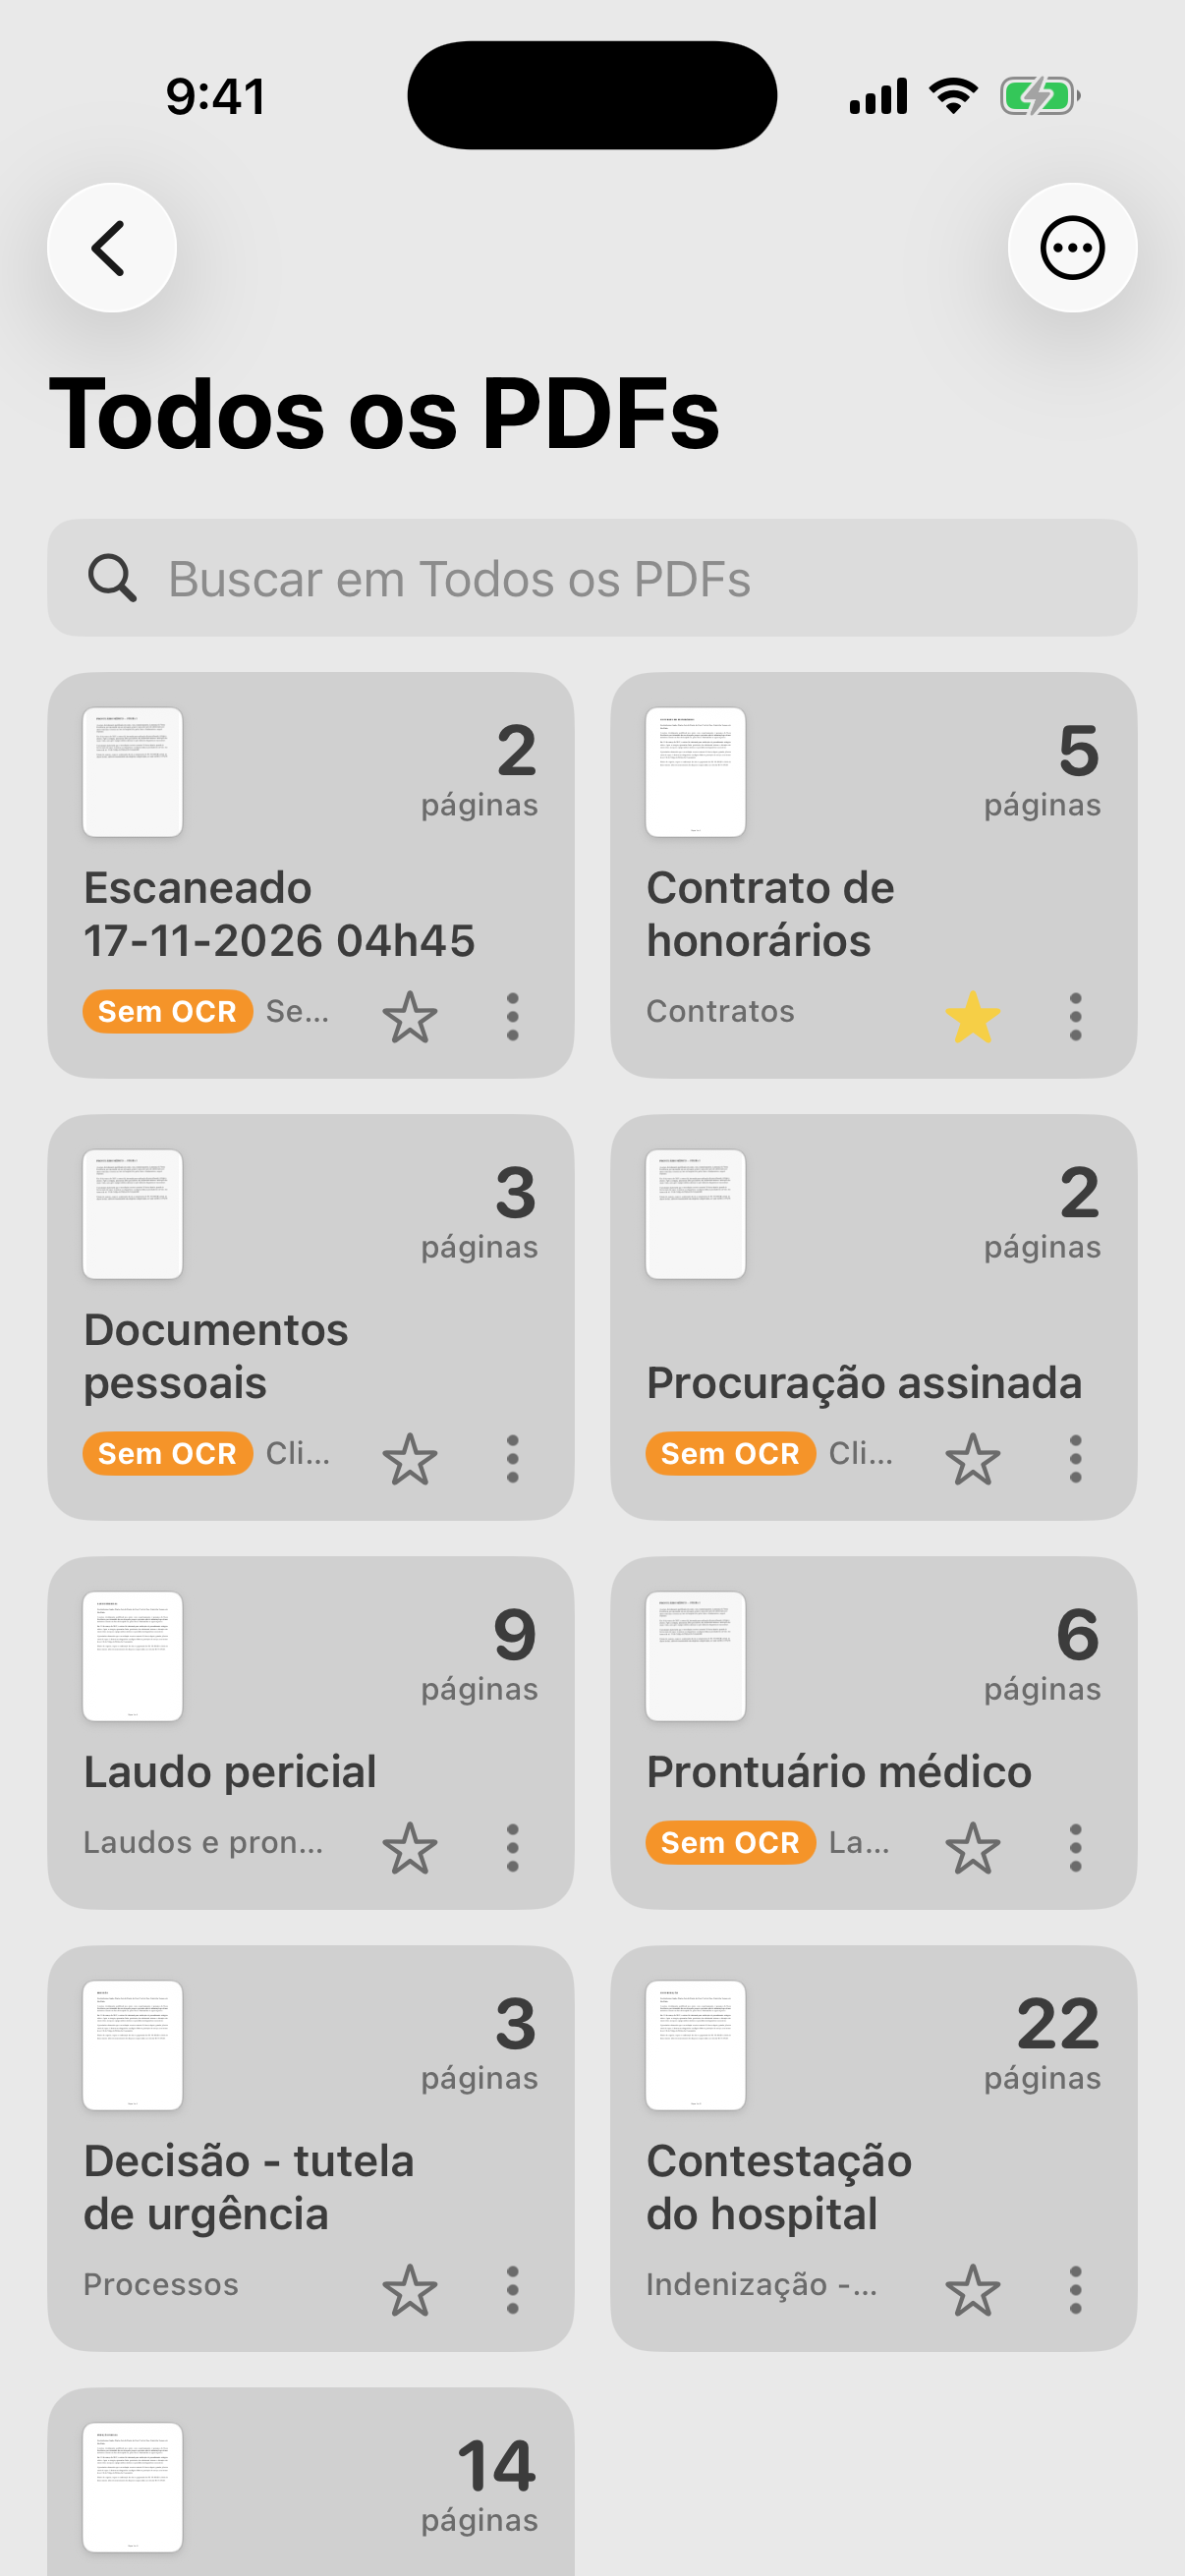 9:41
Todos os PDFs
Buscar em Todos os PDFs
2
páginas
Escaneado
17-11-2026 04h45
Sem OCR Se...
5
páginas
Contrato de
honorários
Contratos
3
páginas
Documentos
pessoais
Sem OCR Cli...
2
páginas
Procuração assinada
Sem OCR Cli...
9
páginas
Laudo pericial
Laudos e pron...
6
páginas
Prontuário médico
Sem OCR La...
3
páginas
Decisão - tutela
de urgência
Processos
22
páginas
Contestação
do hospital
Indenização -...
14
páginas